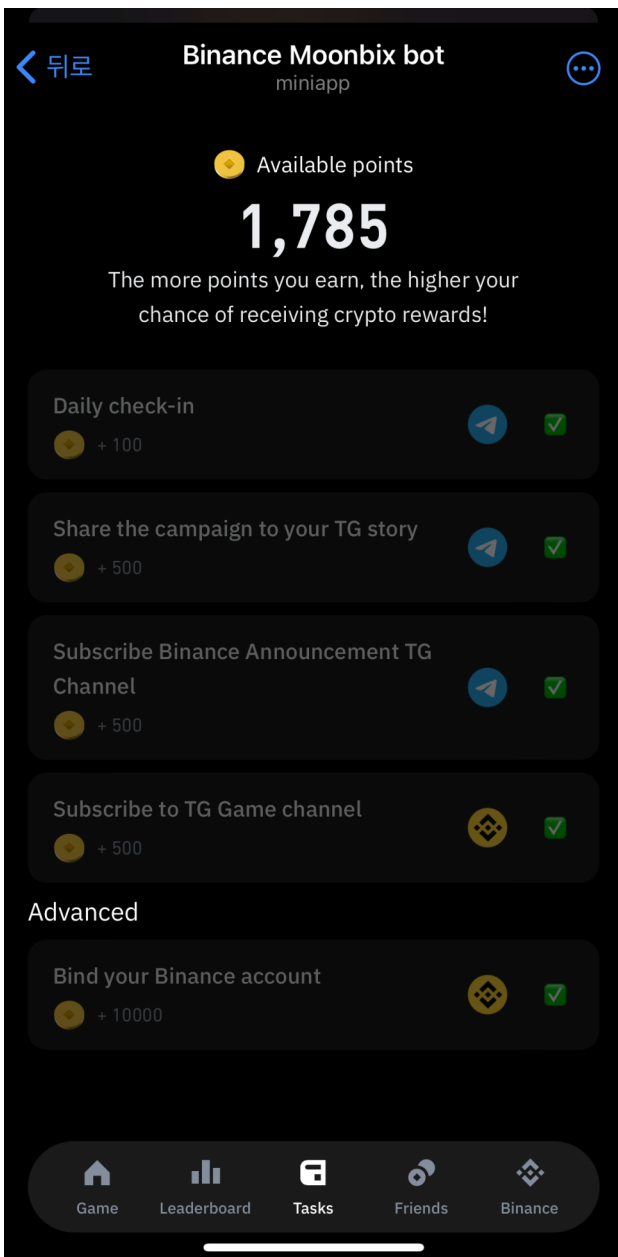 뒤로
Binance Moonbix bot
miniapp
Available points
1,785
The more points you earn, the higher your
chance of receiving crypto rewards!
Daily check-in
+ 100
Share the campaign to your TG story
+ 500
Subscribe Binance Announcement TG
Channel
+ 500
Subscribe to TG Game channel
+ 500
Advanced
Bind your Binance account
+ 10000
Game
Leaderboard
Tasks
Friends
Binance